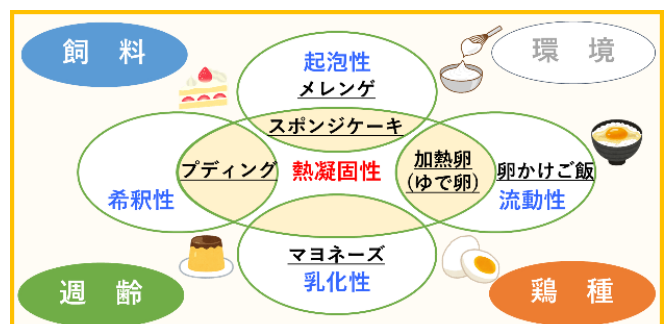 飼 料
環 境
起泡性
メレンゲ
スポンジケーキ
プディング
熱凝固性
加熱卵
(ゆで卵)
卵かけご飯
希釈性
流動性
マヨネーズ
乳化性
週 齢
鶏 種